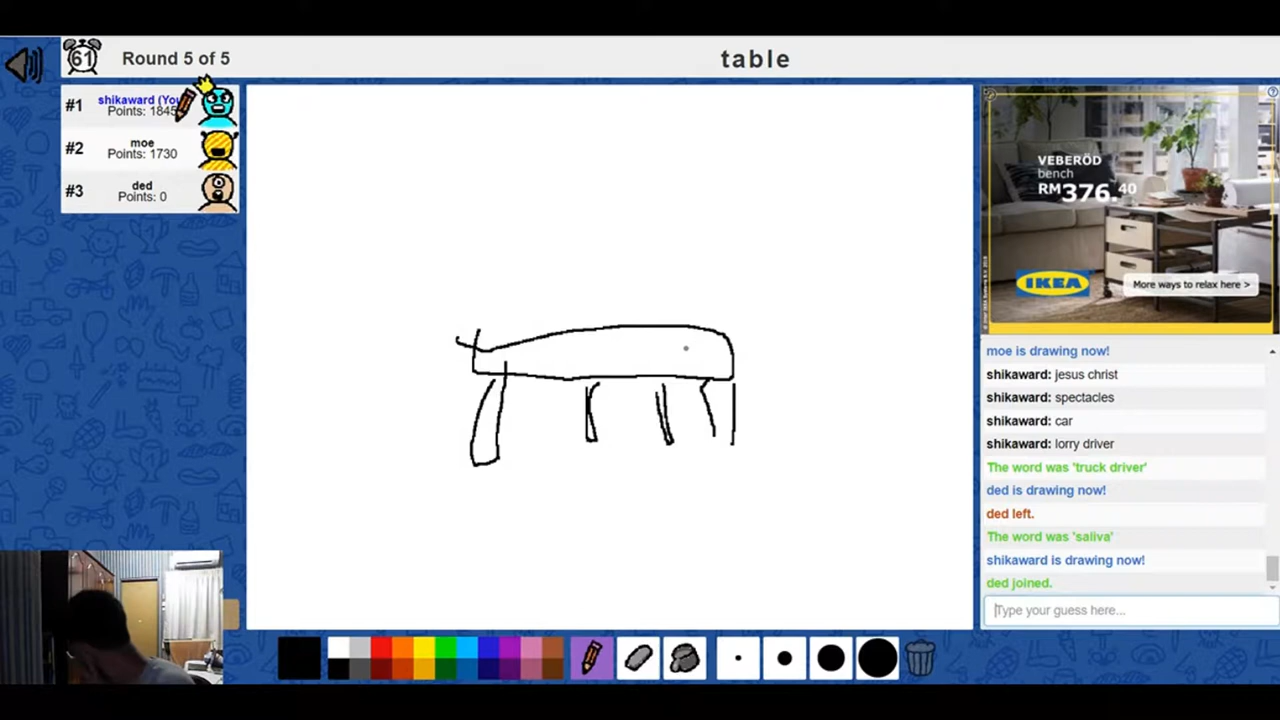 61
Round 5 of 5
table
#1
shikaward (You
Points: 1845
#2
moe
Points: 1730
#3
ded
Points: 0
VEBERÖD
bench
RM376.40
IKEA
More ways to relax here >
moe is drawing now!
shikaward: jesus christ
shikaward: spectacles
shikaward: car
shikaward: lorry driver
The word was 'truck driver'
ded is drawing now!
ded left.
The word was 'saliva'
shikaward is drawing now!
ded joined.
Type your guess here...